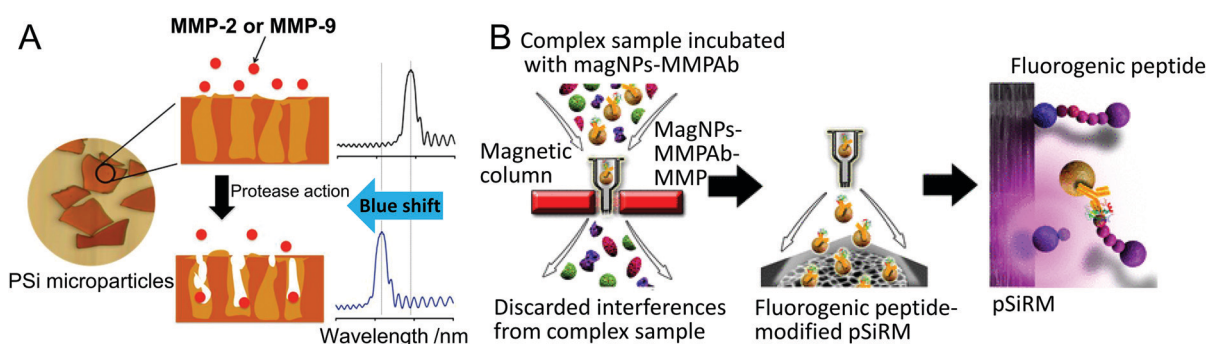 A
MMP-2 or MMP-9
Protease action
Blue shift
PSi microparticles
Wavelength /nm
B
Complex sample incubated
with magNPs-MMPAb
Magnetic
column
MagNPs-
MMPAb-
MMP
Discarded interferences
from complex sample
Fluorogenic peptide-
modified pSiRM
Fluorogenic peptide
pSiRM